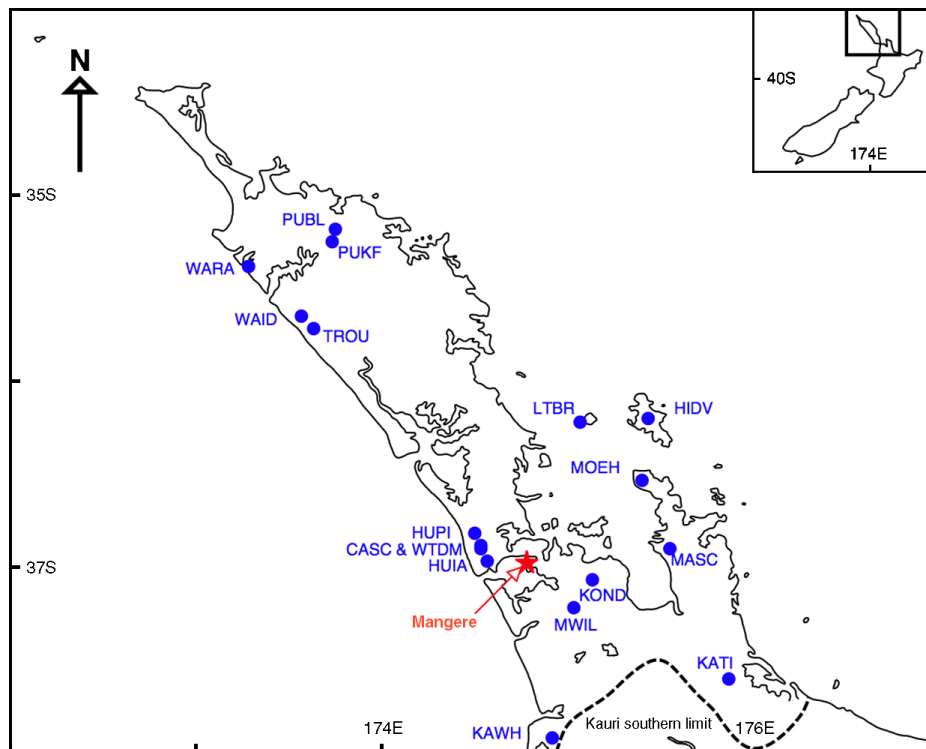 N
40S
174E
35S
PUBL
PUKF
WARA
WAID
TROU
LTBR
HIDV
MOEH
HUPI
CASC & WTDM
HUIA
MASC
37S
KOND
Mangere
MWIL
KATI
174E
KAWH
Kauri southern limit
176E